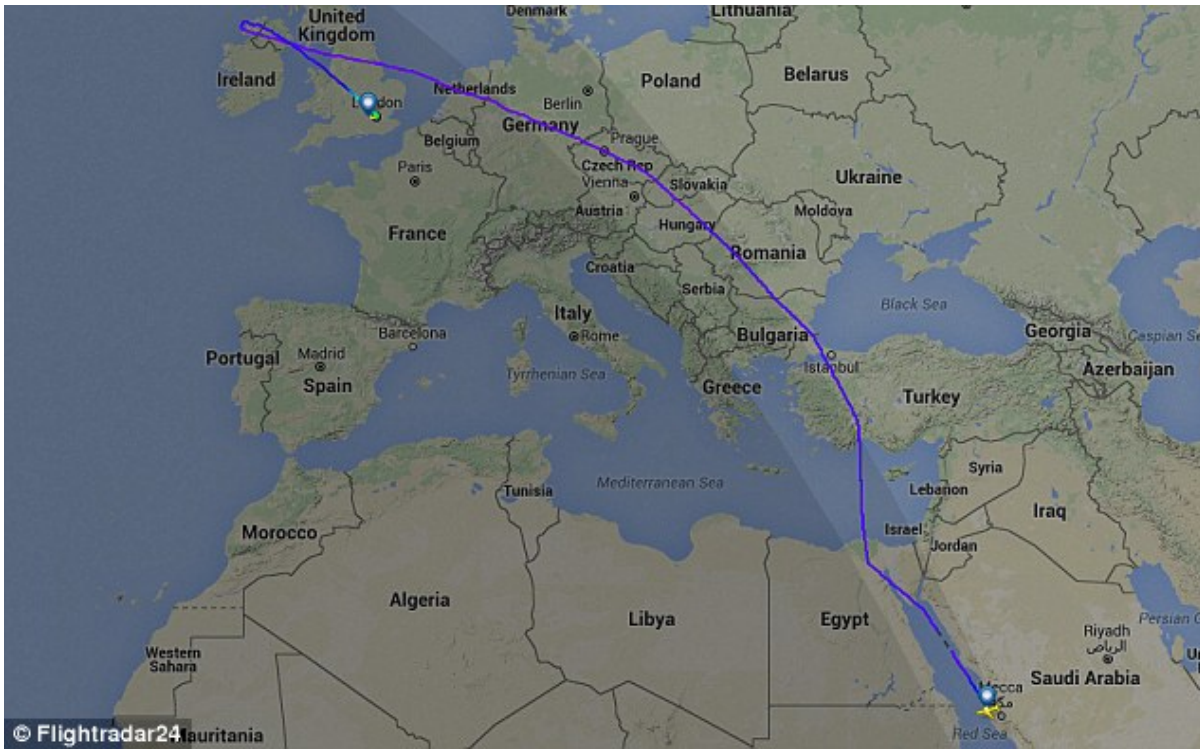 Denmark
Lithuania
United
Kingdom
Ireland
London
Netherlands
Berlin
Poland
Belarus
Germany
Belgium
Prague
Czech Rep
Paris
Vienna
Slovakia
Ukraine
Austria
Moldova
France
Hungary
Romania
Croatia
Serbia
Black Sea
Italy
Georgia
Caspian Se
Barcelona
Rome
Bulgaria
Portugal
Madrid
Spain
Istanbul
Azerbaijan
Tyrrhenian Sea
Greece
Turkey
Syria
Mediterranean Sea
Lebanon
Tunisia
Iraq
Morocco
Israel
Jordan
Algeria
Libya
Egypt
Persian G
Riyadh
الرياض
Western
Sahara
Un
Saudi Arabia
Mecca
مكة
Red Sea
© Flightradar24
Mauritania